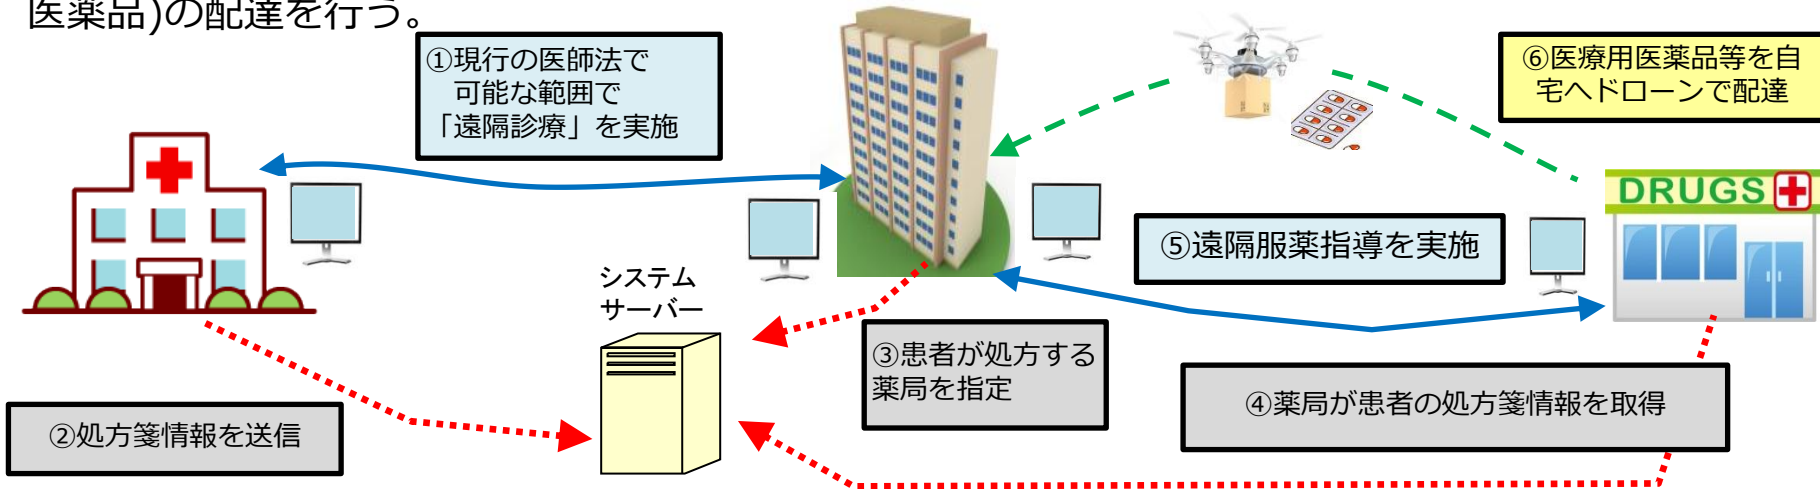 医薬品)の配達を行う。
①現行の医師法で
可能な範囲で
「遠隔診療」を実施
⑥医療用医薬品等を自
宅へドローンで配達
DRUGS
⑤遠隔服薬指導を実施
システム
サーバー
③患者が処方する
薬局を指定
④薬局が患者の処方箋情報を取得
②処方箋情報を送信